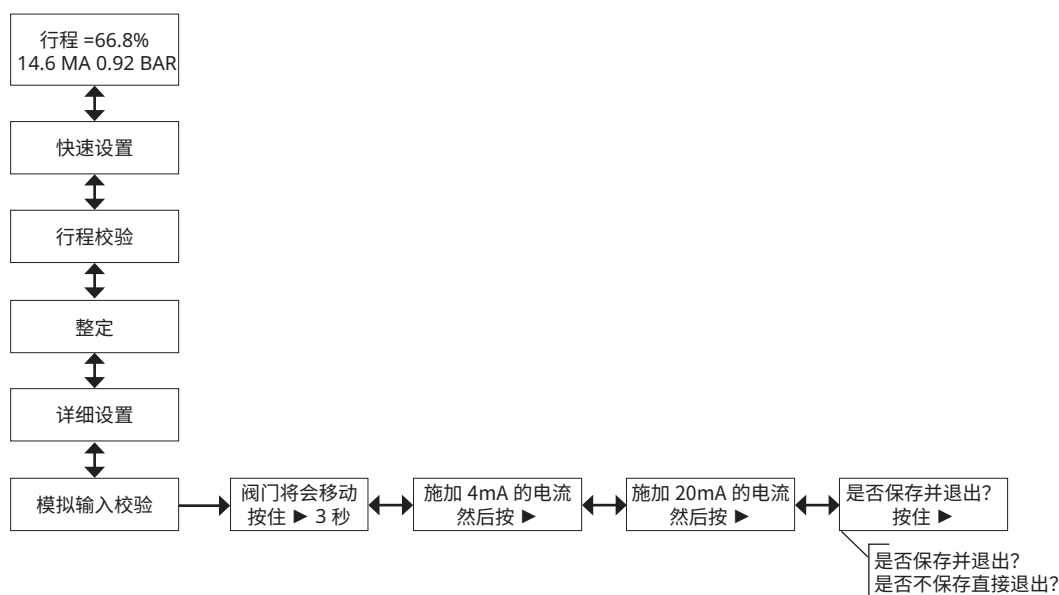 行程 =66.8%
14.6 MA 0.92 BAR
快速设置
行程校验
整定
详细设置
模拟输入校验
阀门将会移动
按住 ► 3 秒
施加 4mA 的电流
然后按 ►
施加 20mA 的电流
然后按 ►
是否保存并退出?
按住 ►
是否保存并退出?
是否不保存直接退出?